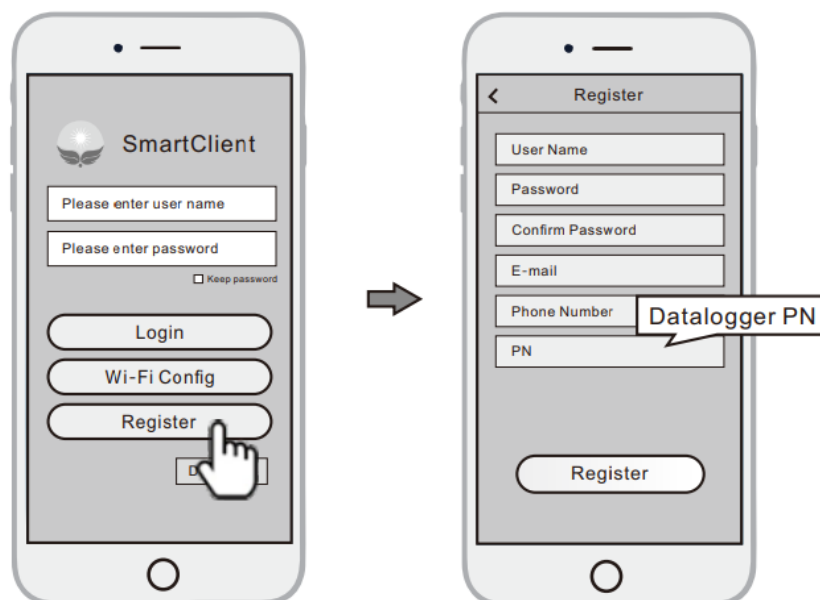 SmartClient
Please enter user name
Please enter password
Keep password
Login
Wi-Fi Config
Register
Register
User Name
Password
Confirm Password
E-mail
Phone Number
Datalogger PN
PN
Register